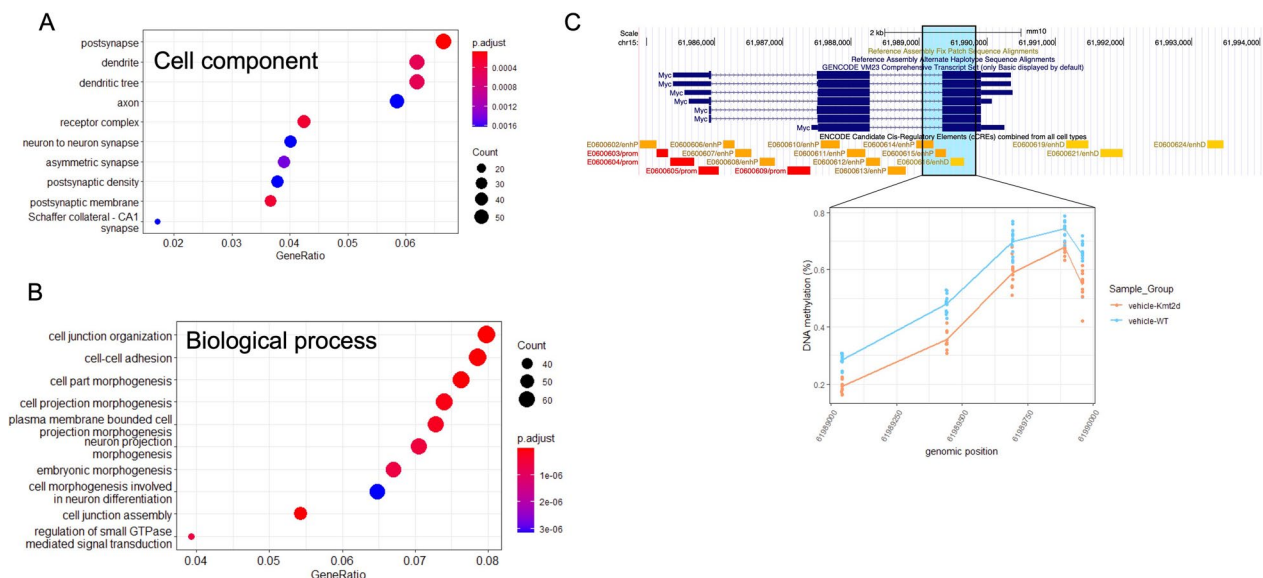 A
Cell component
postsynapse
dendrite
dendritic tree
axon
receptor complex
neuron to neuron synapse
asymmetric synapse
postsynaptic density
postsynaptic membrane
Schaffer collateral - CA1
synapse
0.02 0.03 0.04 0.05 0.06
GeneRatio
p.adjust
0.0004
0.0008
0.0012
0.0016
Count
20
30
40
50
B
Biological process
cell junction organization
cell-cell adhesion
cell part morphogenesis
cell projection morphogenesis
plasma membrane bounded cell
projection morphogenesis
neuron projection
morphogenesis
embryonic morphogenesis
cell morphogenesis involved
in neuron differentiation
cell junction assembly
regulation of small GTPase
mediated signal transduction
0.04 0.05 0.06 0.07 0.08
GeneRatio
Count
40
50
60
p.adjust
1e-06
2e-06
3e-06
C
Scale
2 kb mm10
chr15: 61,985,000 61,986,000 61,987,000 61,988,000 61,989,000 61,990,000 61,991,000 61,992,000 61,993,000 61,994,000
Reference Assembly Fix Patch Sequence Alignments
Reference Assembly Alternate Haplotype Sequence Alignments
GENCODE VM23 Comprehensive Transcript Set (only Basic displayed by default)
Myc
Myc
Myc
Myc
Myc
Myc
Myc
ENCODE Candidate Cis-Regulatory Elements (cCREs) combined from all cell types
E0600602/enhP E0600606/enhP E0600610/enhP E0600614/enhP E0600619/enhD E0600624/enhD
E0600603/prom E0600607/enhP E0600611/enhP E0600615/enhP E0600621/enhD
E0600604/prom E0600608/enhP E0600612/enhP E0600616/enhD
E0600605/prom E0600609/prom E0600613/enhP
DNA methylation (%)
0.8
0.6
0.4
0.2
61989000 61989250 61989500 61989750 61990000
genomic position
Sample_Group
vehicle-Kmt2d
vehicle-WT